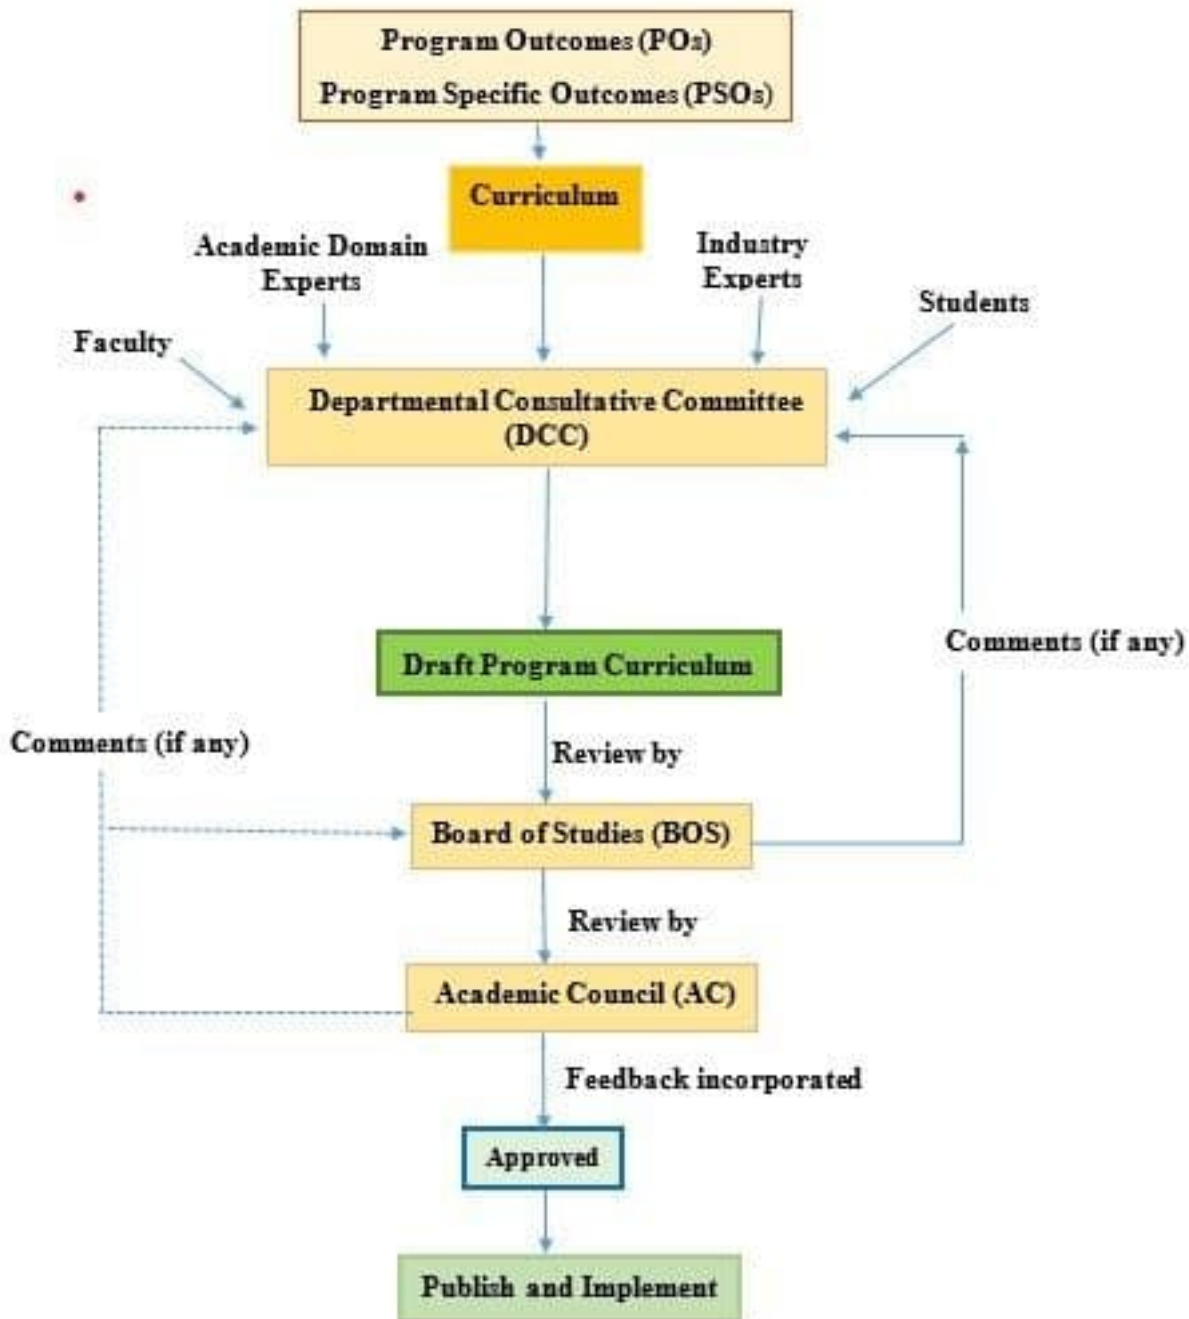 Program Outcomes (POs)
Program Specific Outcomes (PSOs)
Curriculum
Academic Domain
Experts
Industry
Experts
Students
Faculty
Departmental Consultative Committee
(DCC)
Draft Program Curriculum
Comments (if any)
Comments (if any)
Review by
Board of Studies (BOS)
Review by
Academic Council (AC)
Feedback incorporated
Approved
Publish and Implement